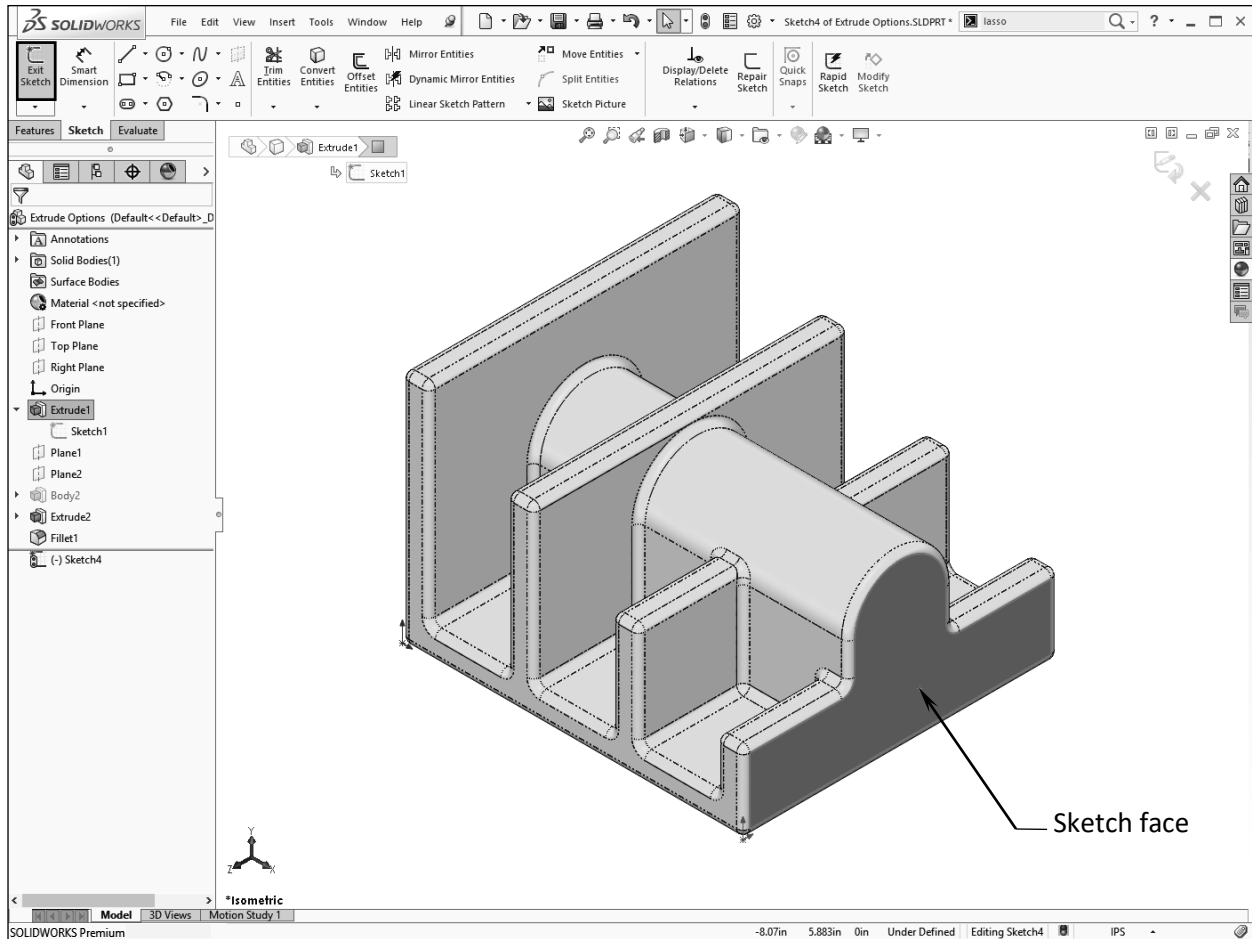 SOLIDWORKS File Edit View Insert Tools Window Help Sketch4 of Extrude Options.SLDPRT * lasso ?
Exit Sketch
Smart Dimension
Trim Entities
Convert Entities
Offset Entities
Mirror Entities
Dynamic Mirror Entities
Linear Sketch Pattern
Move Entities
Split Entities
Sketch Picture
Display/Delete Relations
Repair Sketch
Quick Snaps
Rapid Sketch
Modify Sketch
Features Sketch Evaluate
Extrude1
Sketch1
Extrude Options (Default<<Default>_D
Annotations
Solid Bodies(1)
Surface Bodies
Material <not specified>
Front Plane
Top Plane
Right Plane
Origin
Extrude1
Sketch1
Plane1
Plane2
Body2
Extrude2
Fillet1
(-) Sketch4
Sketch face
Y
Z X
*Isometric
Model 3D Views Motion Study 1
SOLIDWORKS Premium -8.07in 5.883in 0in Under Defined Editing Sketch4 IPS